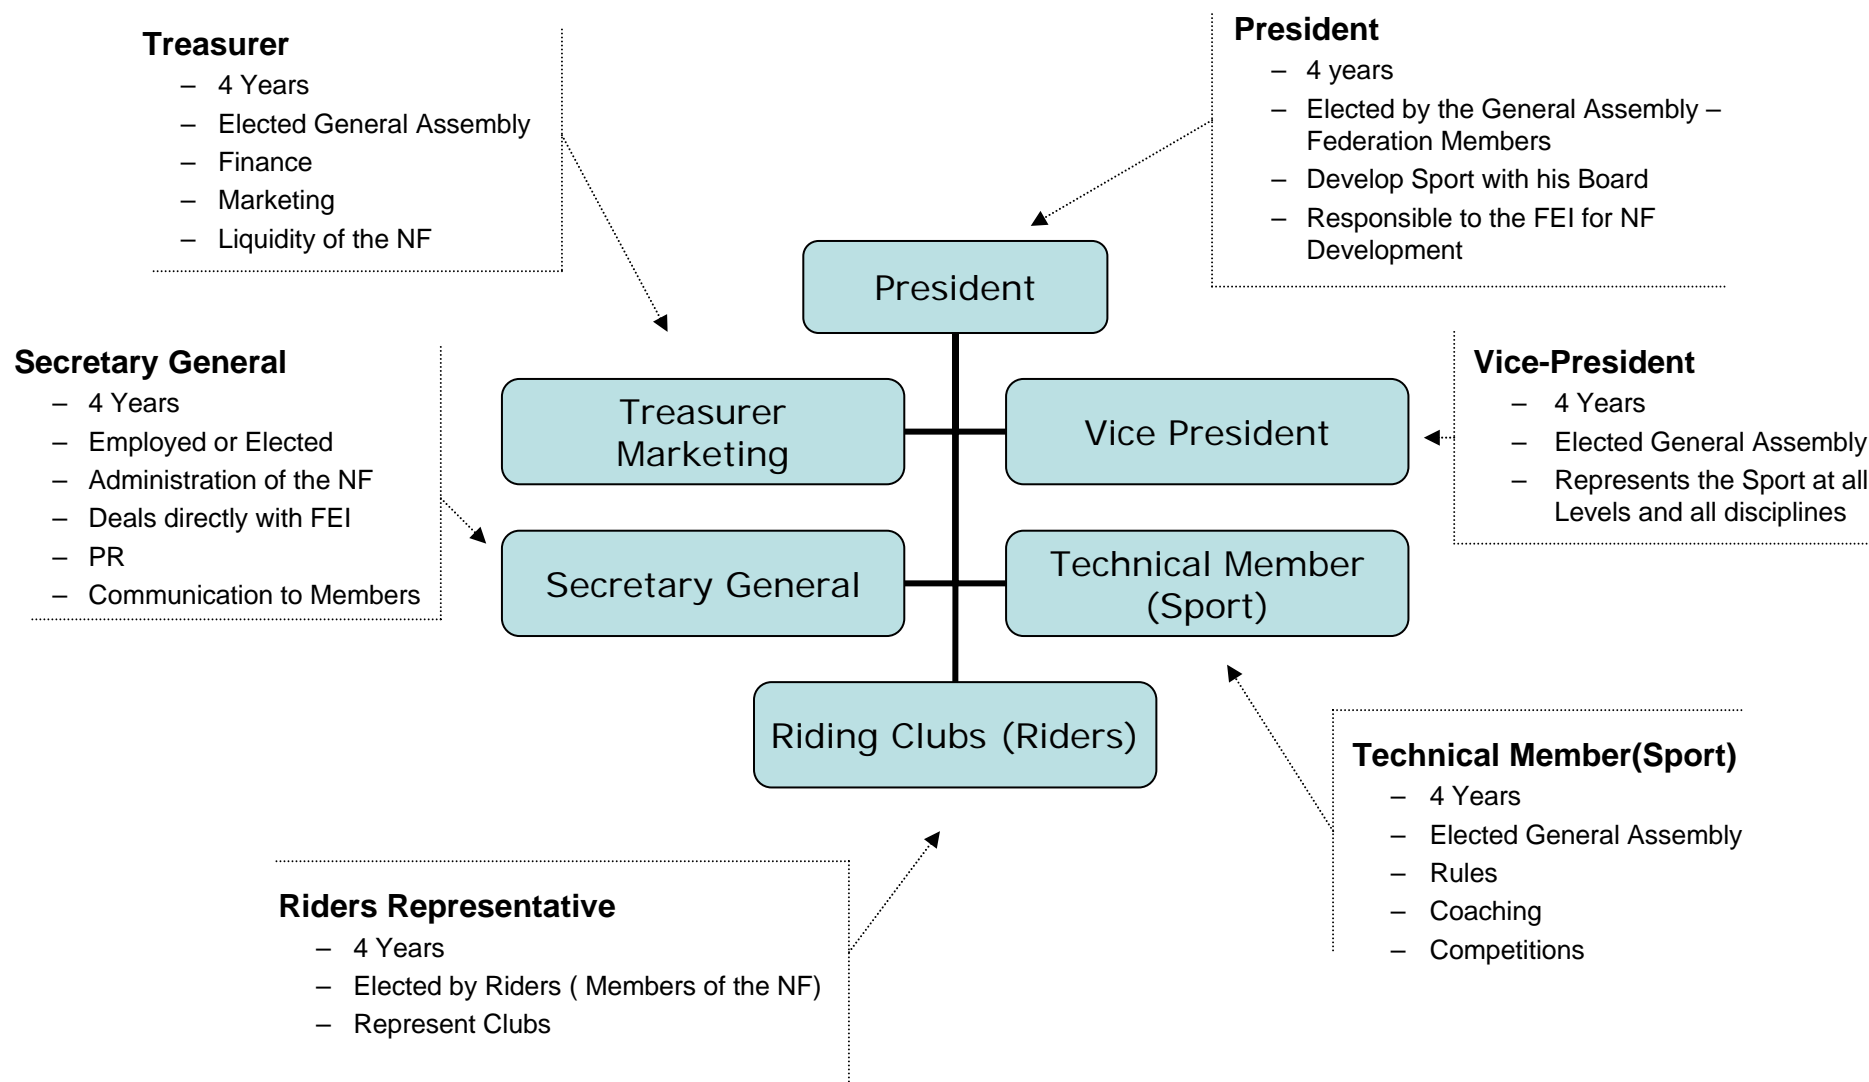 Treasurer
– 4 Years
– Elected General Assembly
– Finance
– Marketing
– Liquidity of the NF
President
– 4 years
– Elected by the General Assembly –
Federation Members
– Develop Sport with his Board
– Responsible to the FEI for NF
Development
President
Secretary General
– 4 Years
– Employed or Elected
– Administration of the NF
– Deals directly with FEI
– PR
– Communication to Members
Treasurer
Marketing
Vice President
Vice-President
– 4 Years
– Elected General Assembly
– Represents the Sport at all
Levels and all disciplines
Secretary General
Technical Member
(Sport)
Riding Clubs (Riders)
Technical Member(Sport)
– 4 Years
– Elected General Assembly
– Rules
– Coaching
– Competitions
Riders Representative
– 4 Years
– Elected by Riders ( Members of the NF)
– Represent Clubs